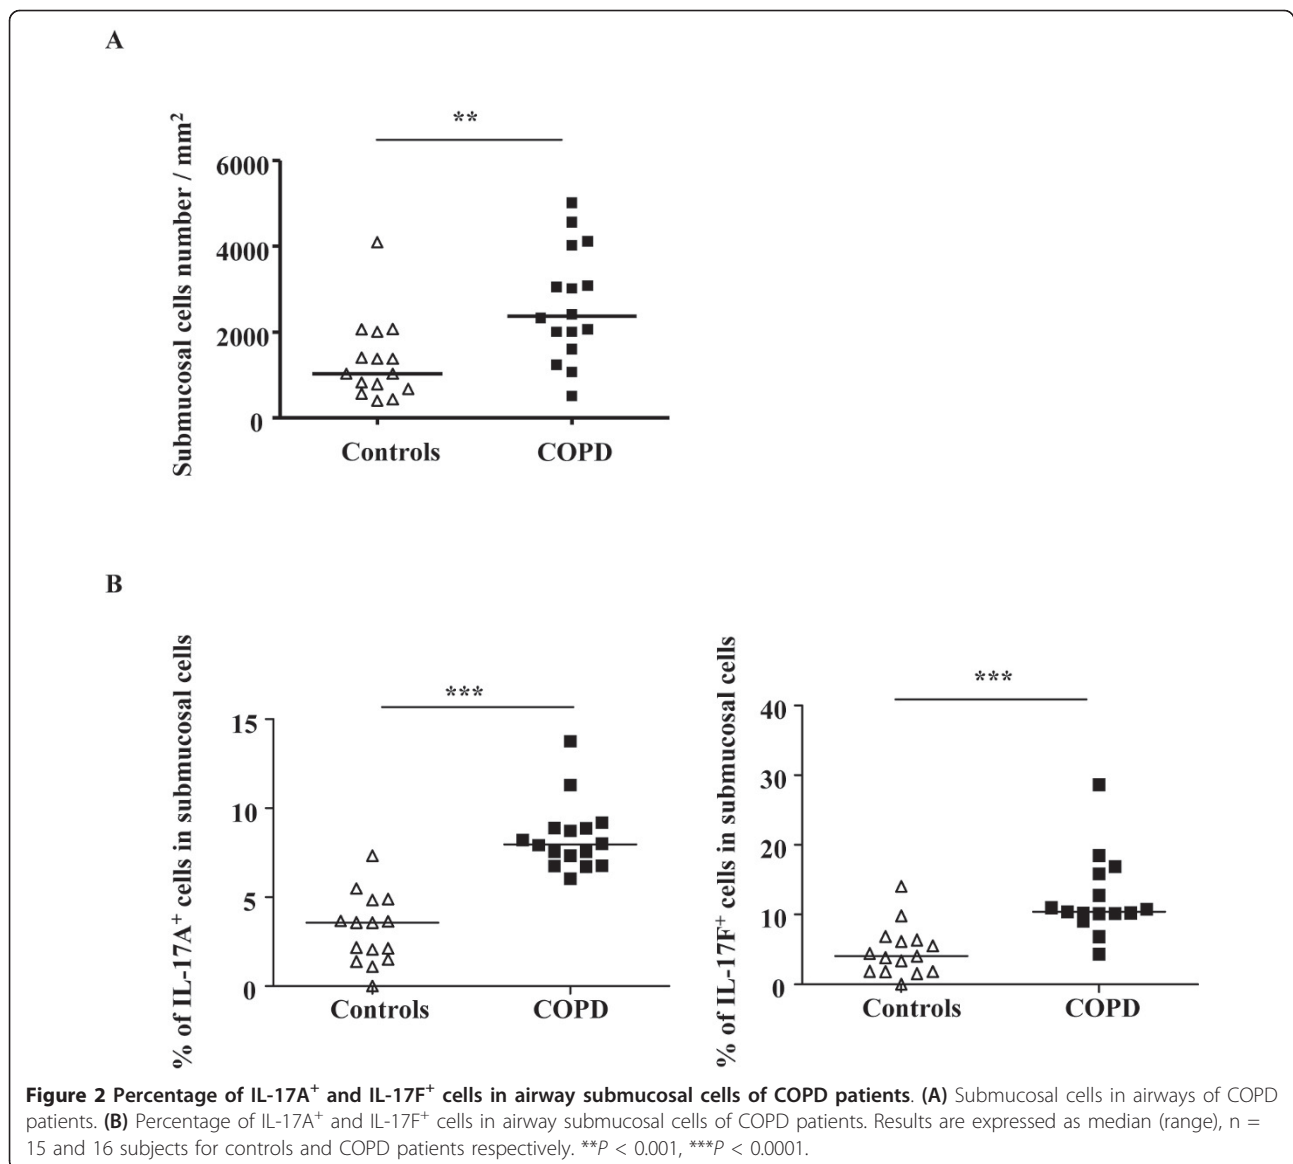 A
Submucosal cells number / mm²
**
6000
4000
2000
0
Controls
COPD
B
% of IL-17A⁺ cells in submucosal cells
***
15
10
5
0
Controls
COPD
% of IL-17F⁺ cells in submucosal cells
***
40
30
20
10
0
Controls
COPD
Figure 2 Percentage of IL-17A⁺ and IL-17F⁺ cells in airway submucosal cells of COPD patients. (A) Submucosal cells in airways of COPD
patients. (B) Percentage of IL-17A⁺ and IL-17F⁺ cells in airway submucosal cells of COPD patients. Results are expressed as median (range), n =
15 and 16 subjects for controls and COPD patients respectively. **P < 0.001, ***P < 0.0001.